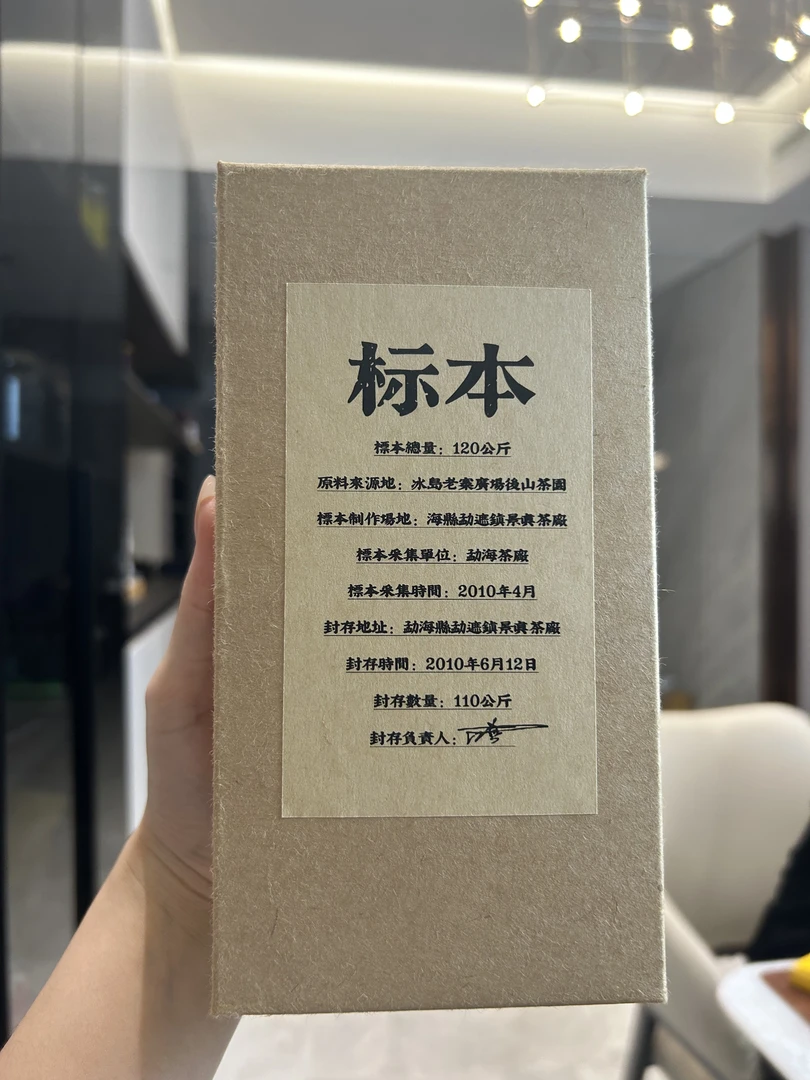 标本
標本總量：120公斤
原料來源地：冰島老寨廣場後山茶園
標本制作場地：海縣勐遮鎮景真茶廠
標本采集單位：勐海茶廠
標本采集時間：2010年4月
封存地址：勐海縣勐遮鎮景真茶廠
封存時間：2010年6月12日
封存數量：110公斤
封存負責人：